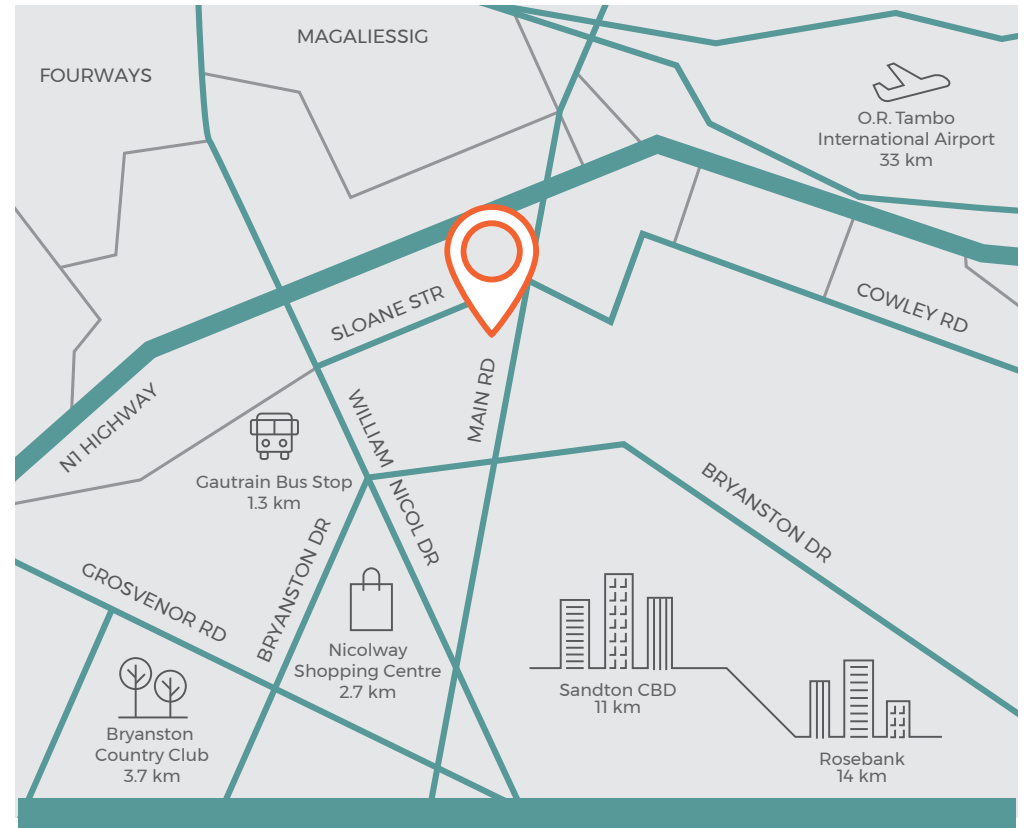 MAGALIESSIG
FOURWAYS
O.R. Tambo
International Airport
33 km
SLOANE STR
COWLEY RD
N1 HIGHWAY
MAIN RD
WILLIAM NICOL DR
Gautrain Bus Stop
1.3 km
BRYANSTON DR
GROSVENOR RD
BRYANSTON DR
Nicolway
Shopping Centre
2.7 km
Sandton CBD
11 km
Bryanston
Country Club
3.7 km
Rosebank
14 km